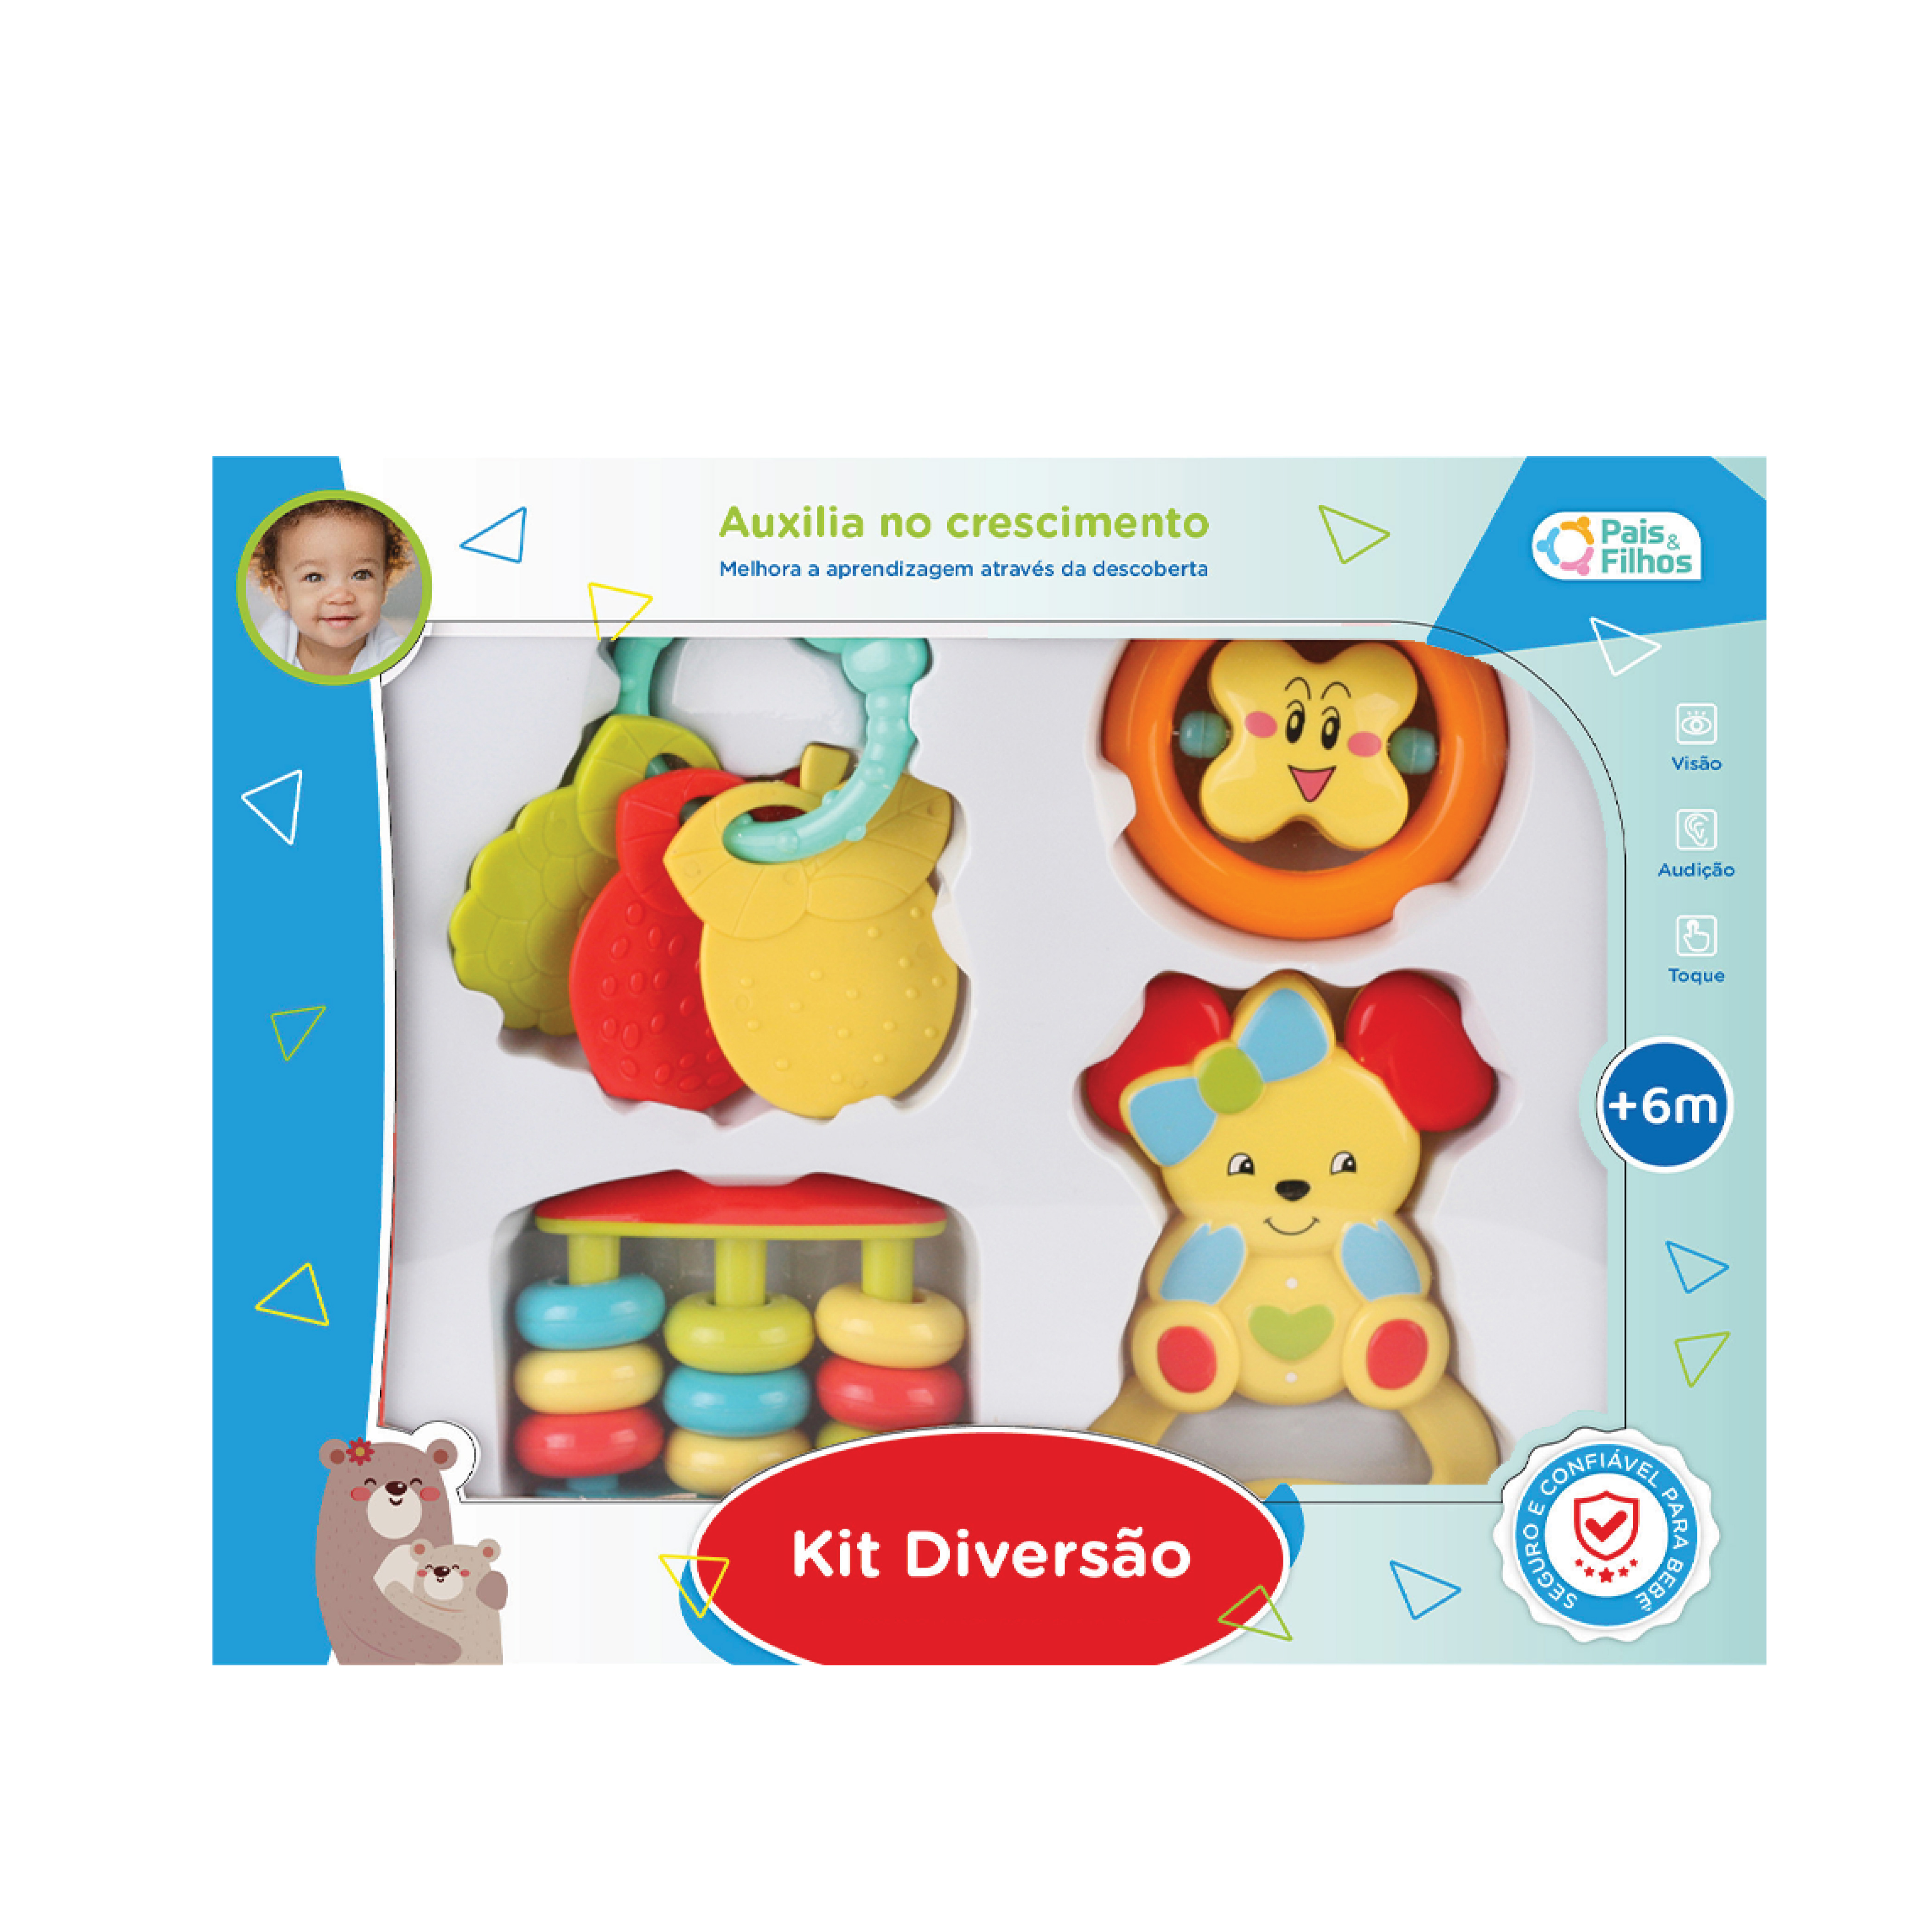 Auxilia no crescimento
Melhora a aprendizagem através da descoberta
Pais &
Filhos
Visão
Audição
Toque
+6m
Kit Diversão
SEGURO E CONFIÁVEL PARA BEBÊ